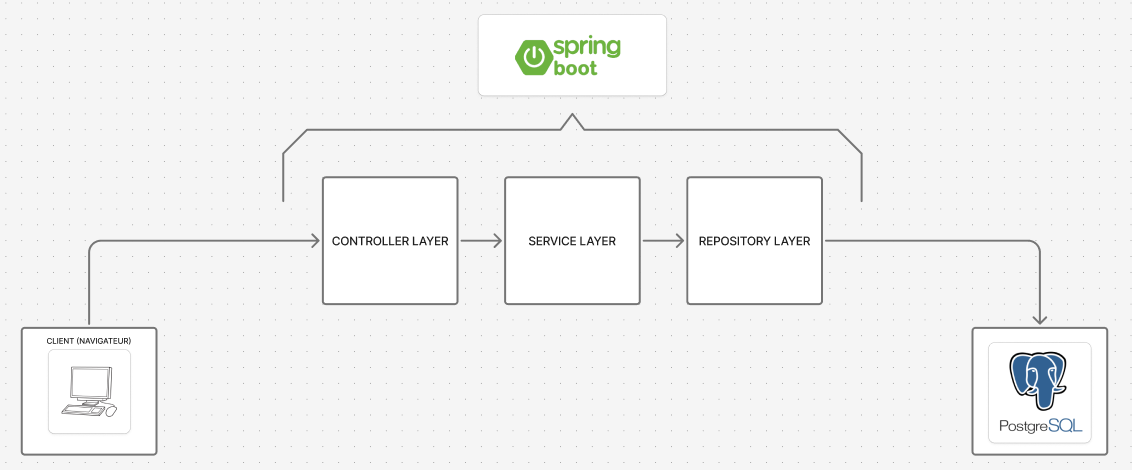 spring
boot
CONTROLLER LAYER
SERVICE LAYER
REPOSITORY LAYER
CLIENT (NAVIGATEUR)
PostgreSQL